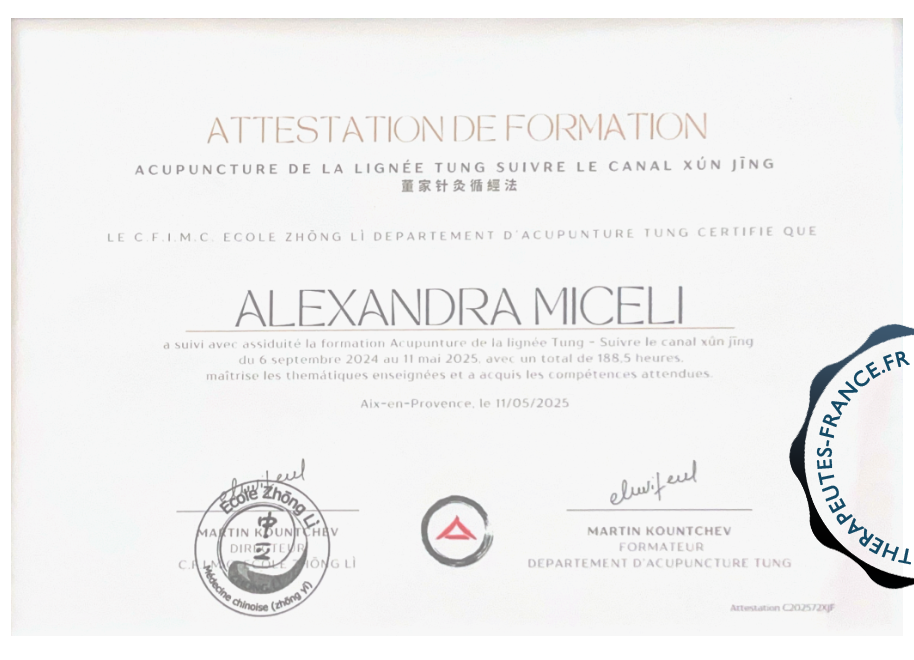 ATTESTATION DE FORMATION
ACUPUNCTURE DE LA LIGNÉE TUNG SUIVRE LE CANAL XÚN JĪNG
董家针灸循經法
LE C.F.I.M.C. ECOLE ZHŌNG LÌ DEPARTEMENT D'ACUPUNTURE TUNG CERTIFIE QUE
ALEXANDRA MICELI
a suivi avec assiduité la formation Acupunture de la lignée Tung - Suivre le canal xún jīng
du 6 septembre 2024 au 11 mai 2025, avec un total de 188,5 heures,
maîtrise les thémàtiques enseignées et a acquis les compétences attendues.
Aix-en-Provence, le 11/05/2025
École Zhōng Lì
中
MARTIN KOUNTCHEV
DIRECTEUR
C.F.I.M.C. ECOLE ZHŌNG LÌ
Médecine chinoise (zhōng yī)
MARTIN KOUNTCHEV
FORMATEUR
DEPARTEMENT D'ACUPUNCTURE TUNG
Attestation C202572XJF
THERAPEUTES-FRANCE.FR